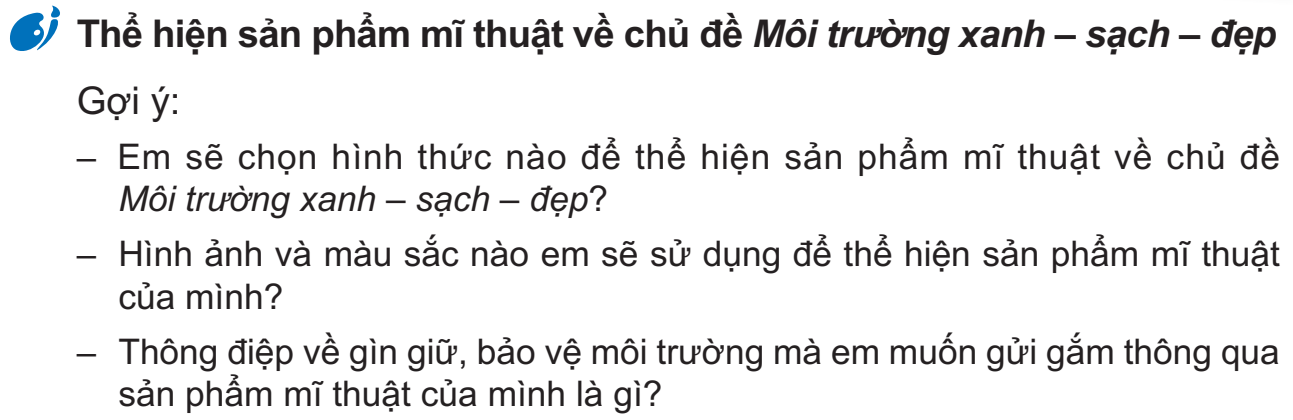 Thể hiện sản phẩm mĩ thuật về chủ đề Môi trường xanh – sạch – đẹp
Gợi ý:
– Em sẽ chọn hình thức nào để thể hiện sản phẩm mĩ thuật về chủ đề
Môi trường xanh – sạch – đẹp?
– Hình ảnh và màu sắc nào em sẽ sử dụng để thể hiện sản phẩm mĩ thuật
của mình?
– Thông điệp về gìn giữ, bảo vệ môi trường mà em muốn gửi gắm thông qua
sản phẩm mĩ thuật của mình là gì?